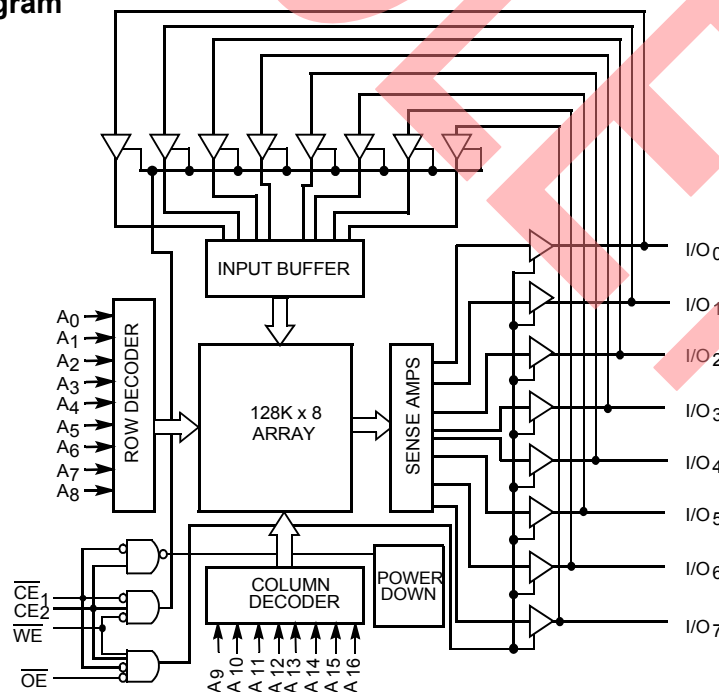 gram
INPUT BUFFER
I/O0
I/O1
I/O2
I/O3
I/O4
I/O5
I/O6
I/O7
A0
A1
A2
A3
A4
A5
A6
A7
A8
ROW DECODER
128K x 8
ARRAY
SENSE AMPS
COLUMN
DECODER
POWER
DOWN
CE1
CE2
WE
OE
A9
A10
A11
A12
A13
A14
A15
A16